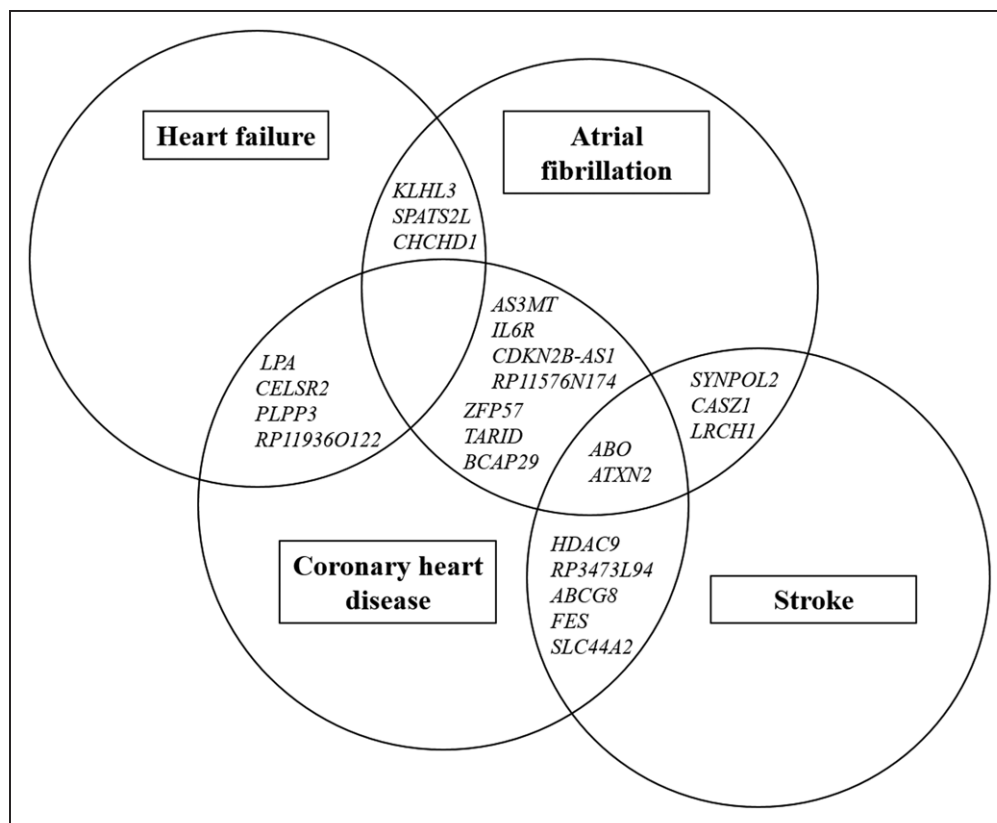 Heart failure
Atrial
fibrillation
KLHL3
SPATS2L
CHCHD1
AS3MT
IL6R
CDKN2B-AS1
RP11576N174
ZFP57
TARID
BCAP29
LPA
CELSR2
PLPP3
RP11936O122
SYNPOL2
CASZ1
LRCH1
ABO
ATXN2
HDAC9
RP3473L94
ABCG8
FES
SLC44A2
Coronary heart
disease
Stroke